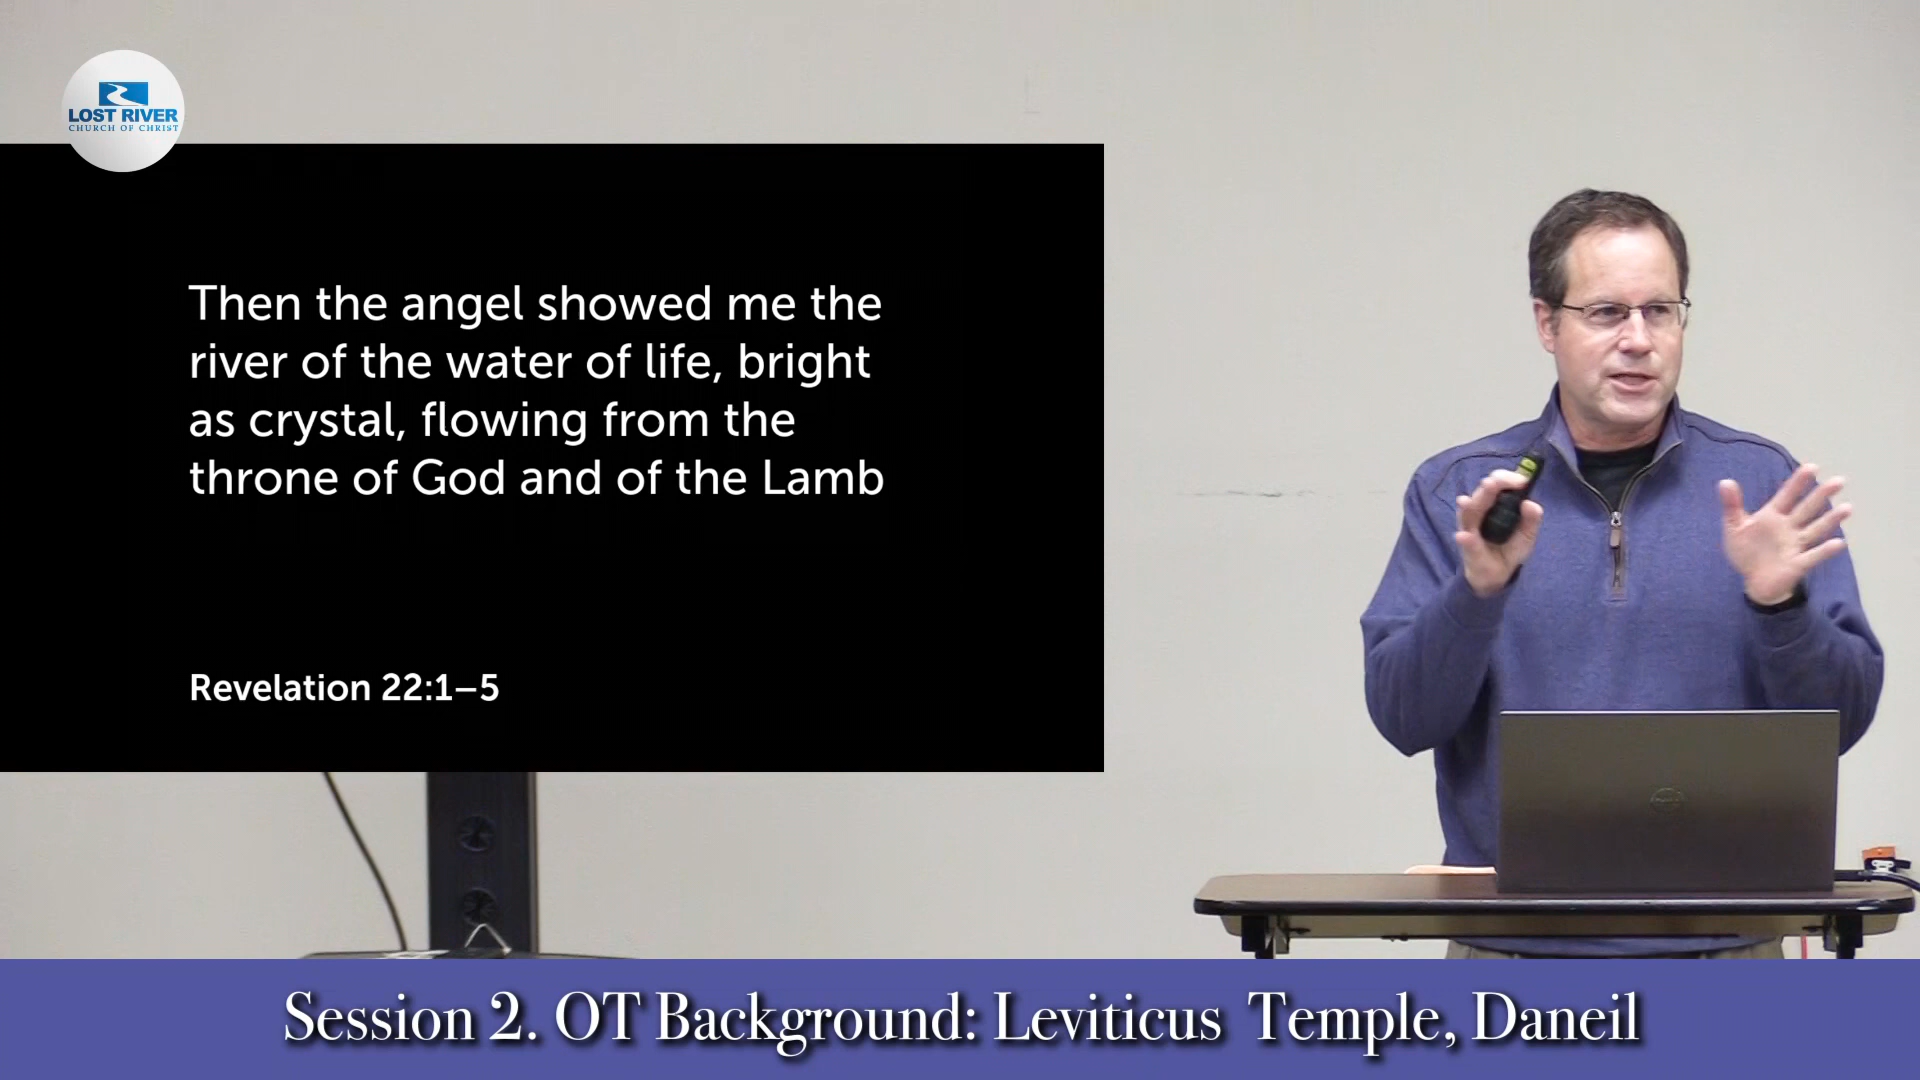 LOST RIVER
CHURCH OF CHRIST
Then the angel showed me the
river of the water of life, bright
as crystal, flowing from the
throne of God and of the Lamb
Revelation 22:1–5
Session 2. OT Background: Leviticus Temple, Daneil